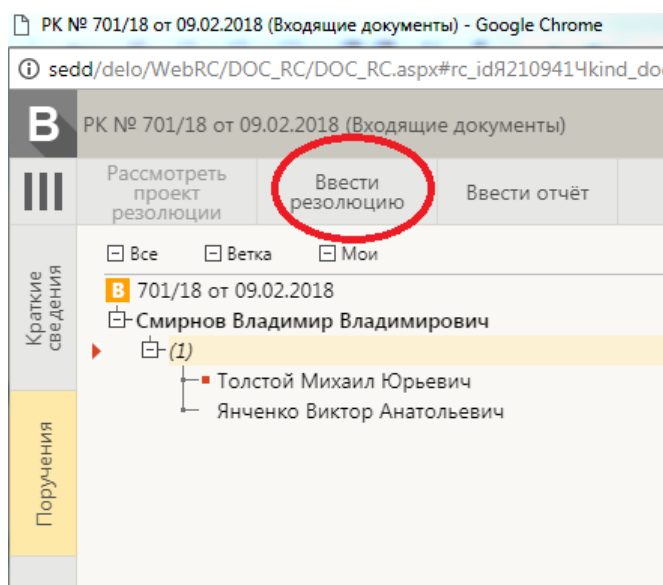 РК № 701/18 от 09.02.2018 (Входящие документы) - Google Chrome
sedd/delo/WebRC/DOC_RC/DOC_RC.aspx#rc_idЯ210941Чkind_do
В РК № 701/18 от 09.02.2018 (Входящие документы)
Рассмотреть
проект
резолюции
Ввести
резолюцию
Ввести отчёт
Все Ветка Мои
Краткие
сведения
В 701/18 от 09.02.2018
Смирнов Владимир Владимирович
(1)
Толстой Михаил Юрьевич
Янченко Виктор Анатольевич
Поручения